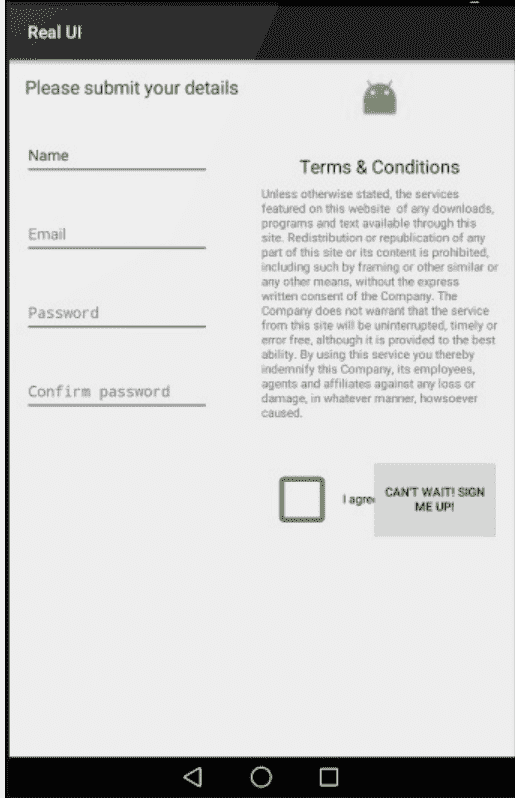 Real UI
Please submit your details
Name
Email
Password
Confirm password
Terms & Conditions
Unless otherwise stated, the services
featured on this website  of any downloads,
programs and text available through this
site. Redistribution or republication of any
part of this site or its content is prohibited,
including such by framing or other similar or
any other means, without the express
written consent of the Company. The
Company does not warrant that the service
from this site will be uninterrupted, timely or
error free, although it is provided to the best
ability. By using this service you thereby
indemnify this Company, its employees,
agents and affiliates against any loss or
damage, in whatever manner, howsoever
caused.
I agre
CAN'T WAIT! SIGN
ME UP!